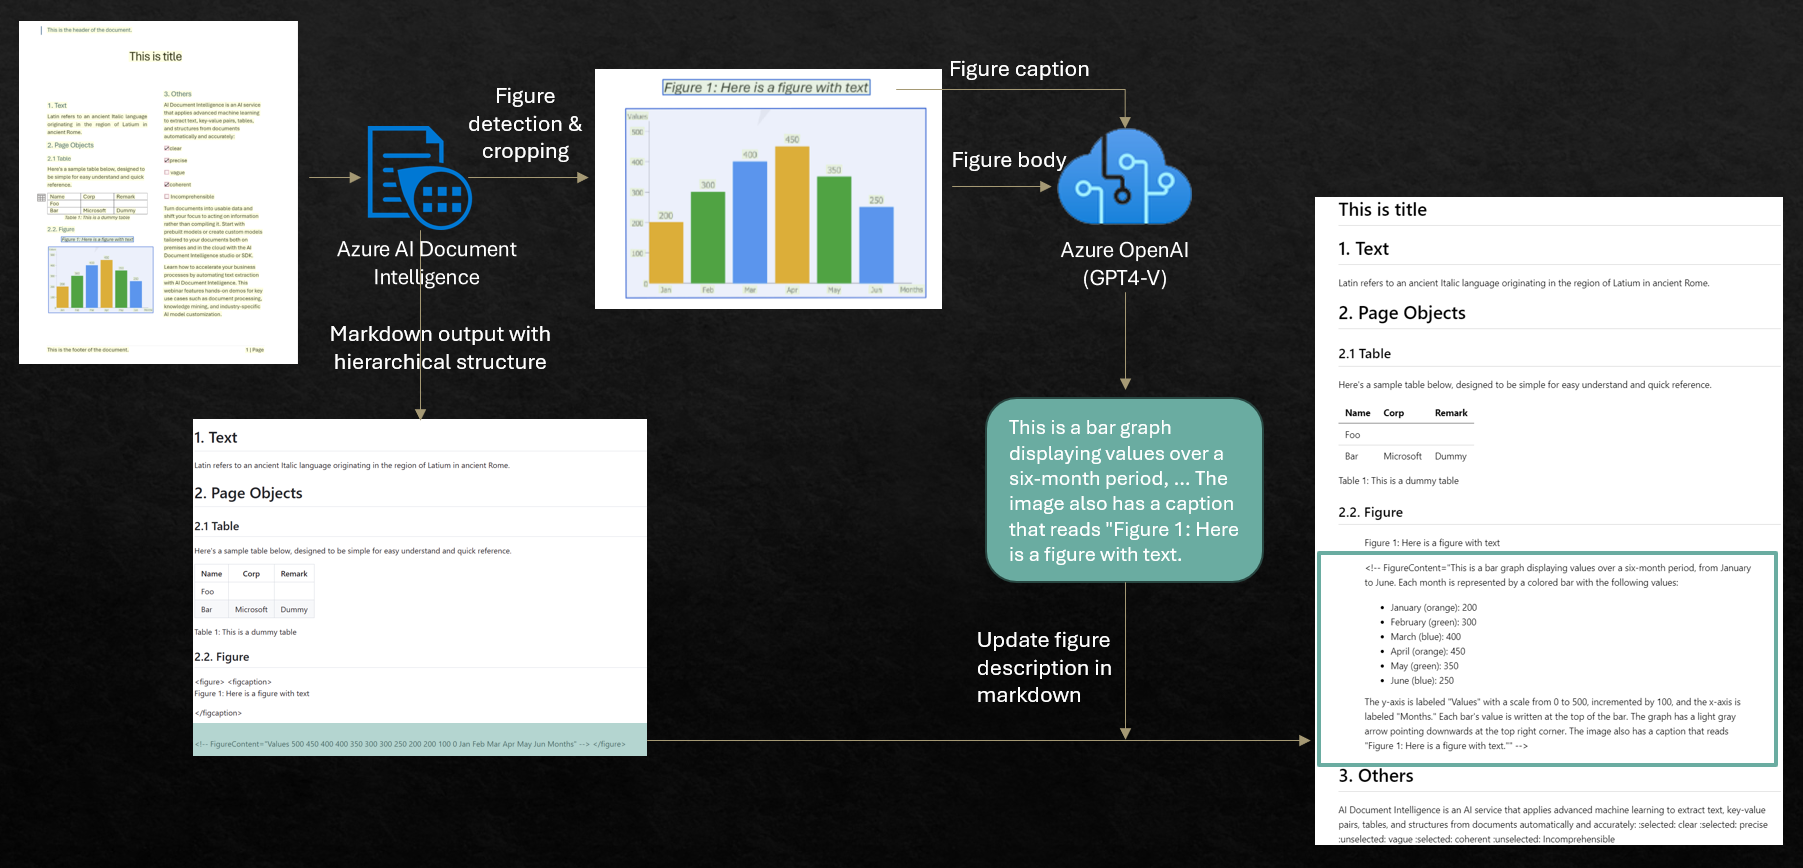 This is the header of the document.
This is title
1. Text
Latin refers to an ancient Italic language
originating in the region of Latium in
ancient Rome.
2. Page Objects
2.1 Table
Here's a sample table below, designed to
be simple for easy understand and quick
reference.
Name Corp Remark
Foo
Bar Microsoft Dummy
Table 1: This is a dummy table
2.2. Figure
Figure 1: Here is a figure with text
3. Others
AI Document Intelligence is an AI service
that applies advanced machine learning
to extract text, key-value pairs, tables,
and structures from documents
automatically and accurately:
clear
precise
vague
coherent
Incomprehensible
Turn documents into usable data and
shift your focus to acting on information
rather than compiling it. Start with
prebuilt models or create custom models
tailored to your documents both on
premises and in the cloud with the AI
Document Intelligence studio or SDK.
Learn how to accelerate your business
processes by automating text extraction
with AI Document Intelligence. This
webinar features hands-on demos for key
use cases such as document processing,
knowledge mining, and industry-specific
AI model customization.
This is the footer of the document.
1 | Page
Azure AI Document
Intelligence
Figure
detection &
cropping
Figure 1: Here is a figure with text
Values
500
400
300
200
100
0
200
300
400
450
350
250
Jan Feb Mar Apr May Jun Months
Figure caption
Figure body
Azure OpenAI
(GPT4-V)
Markdown output with
hierarchical structure
1. Text
Latin refers to an ancient Italic language originating in the region of Latium in ancient Rome.
2. Page Objects
2.1 Table
Here's a sample table below, designed to be simple for easy understand and quick reference.
Name Corp Remark
Foo
Bar Microsoft Dummy
Table 1: This is a dummy table
2.2. Figure
<figure> <figcaption>
Figure 1: Here is a figure with text
</figcaption>
<!-- FigureContent="Values 500 450 400 400 350 300 300 250 200 200 100 0 Jan Feb Mar Apr May Jun Months" --> </figure>
This is a bar graph
displaying values over a
six-month period, ... The
image also has a caption
that reads "Figure 1: Here
is a figure with text.
Update figure
description in
markdown
This is title
1. Text
Latin refers to an ancient Italic language originating in the region of Latium in ancient Rome.
2. Page Objects
2.1 Table
Here's a sample table below, designed to be simple for easy understand and quick reference.
Name Corp Remark
Foo
Bar Microsoft Dummy
Table 1: This is a dummy table
2.2. Figure
Figure 1: Here is a figure with text
<!-- FigureContent="This is a bar graph displaying values over a six-month period, from January
to June. Each month is represented by a colored bar with the following values:
• January (orange): 200
• February (green): 300
• March (blue): 400
• April (orange): 450
• May (green): 350
• June (blue): 250
The y-axis is labeled "Values" with a scale from 0 to 500, incremented by 100, and the x-axis is
labeled "Months." Each bar's value is written at the top of the bar. The graph has a light gray
arrow pointing downwards at the top right corner. The image also has a caption that reads
"Figure 1: Here is a figure with text."" -->
3. Others
AI Document Intelligence is an AI service that applies advanced machine learning to extract text, key-value
pairs, tables, and structures from documents automatically and accurately: :selected: clear :selected: precise
:unselected: vague :selected: coherent :unselected: Incomprehensible